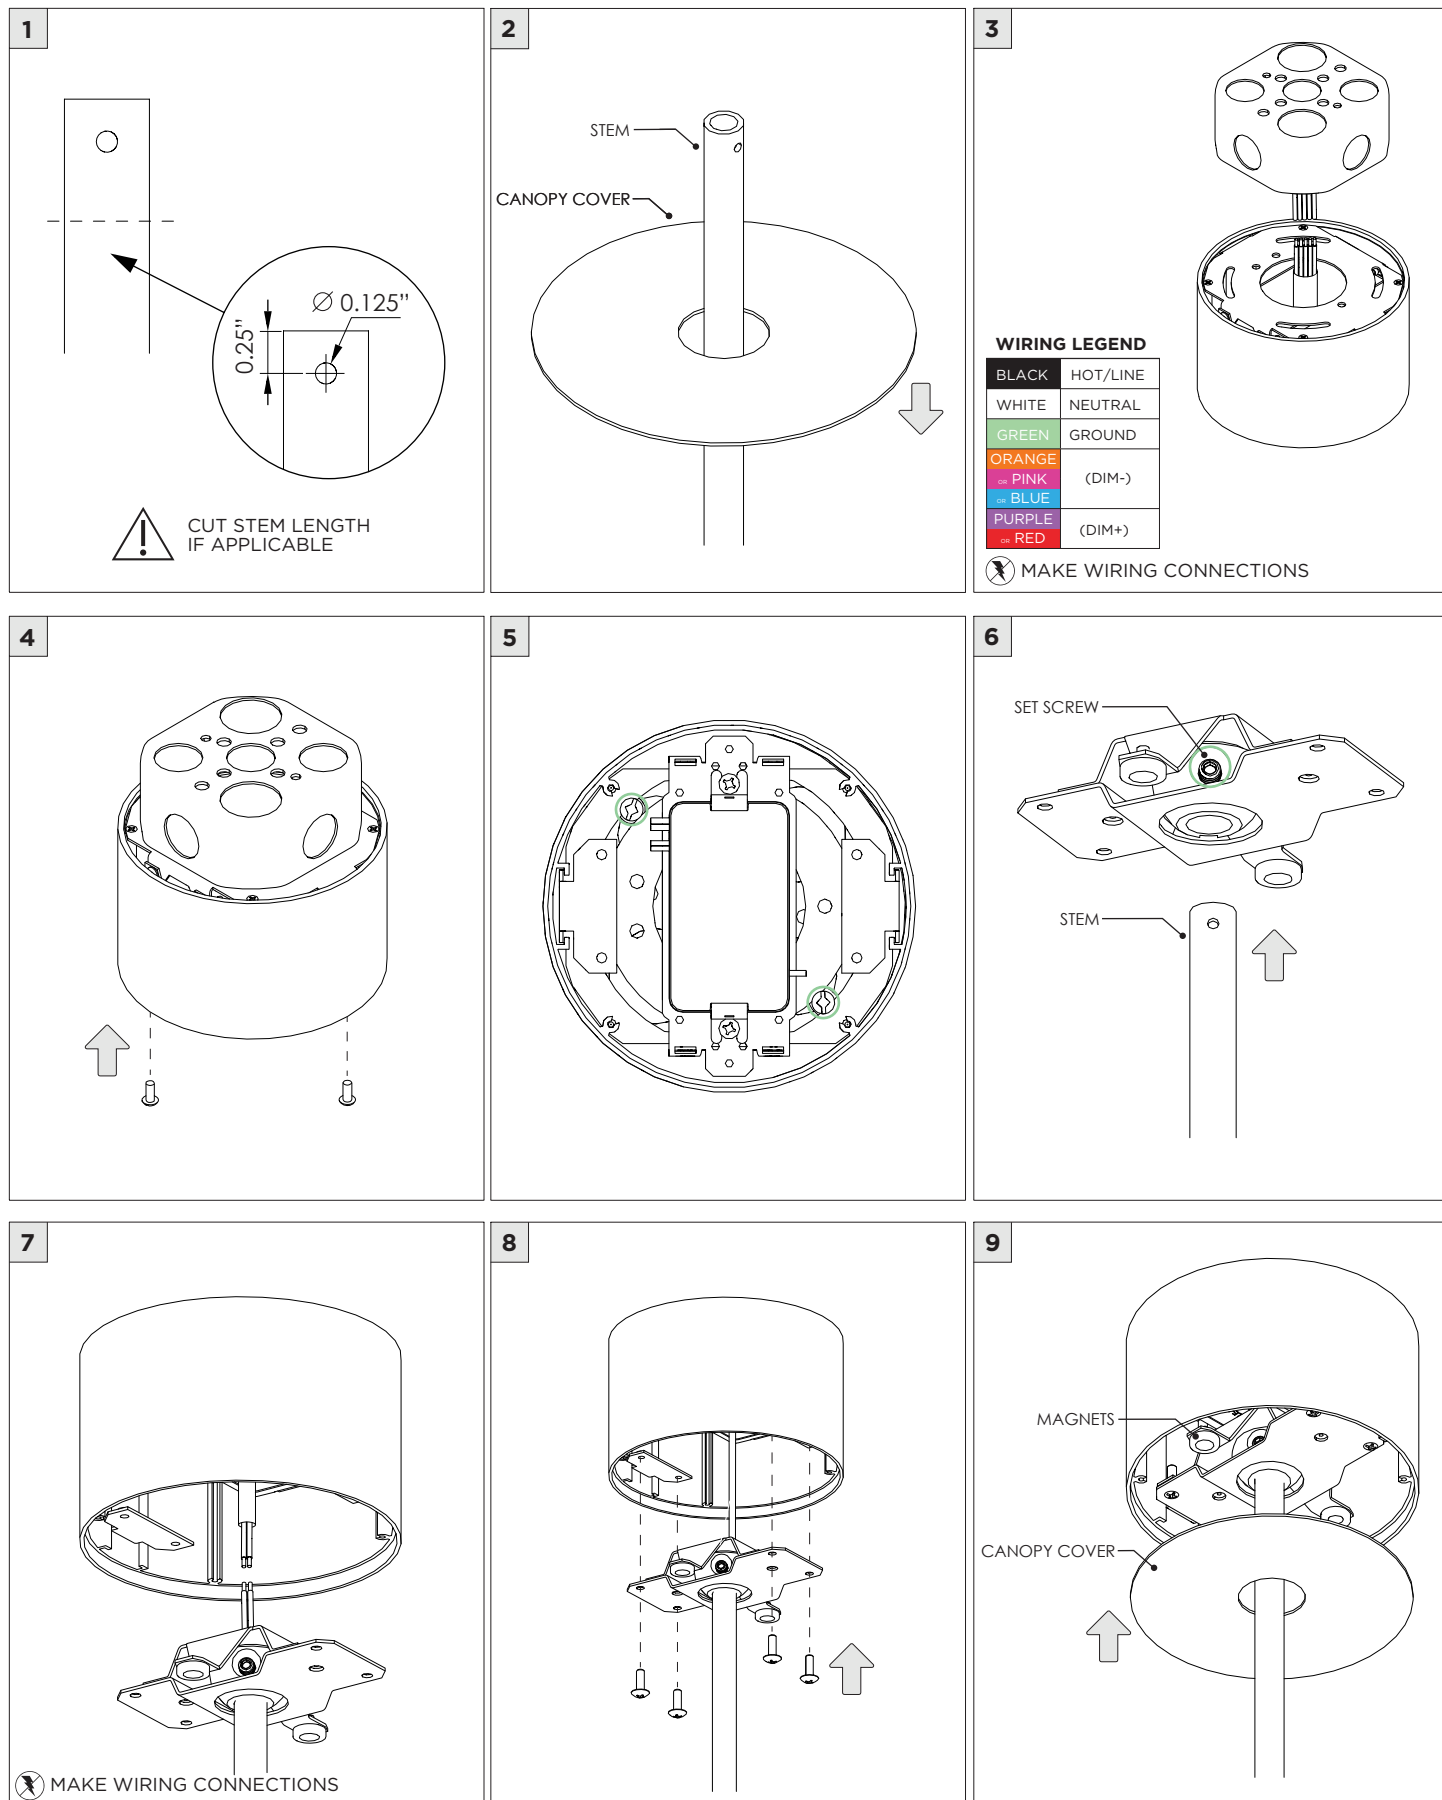 1
0.25"
Ø 0.125"
CUT STEM LENGTH
IF APPLICABLE
2
STEM
CANOPY COVER
3
WIRING LEGEND
BLACK HOT/LINE
WHITE NEUTRAL
GREEN GROUND
ORANGE
OR PINK (DIM-)
OR BLUE
PURPLE
OR RED (DIM+)
MAKE WIRING CONNECTIONS
4
5
6
SET SCREW
STEM
7
MAKE WIRING CONNECTIONS
8
9
MAGNETS
CANOPY COVER